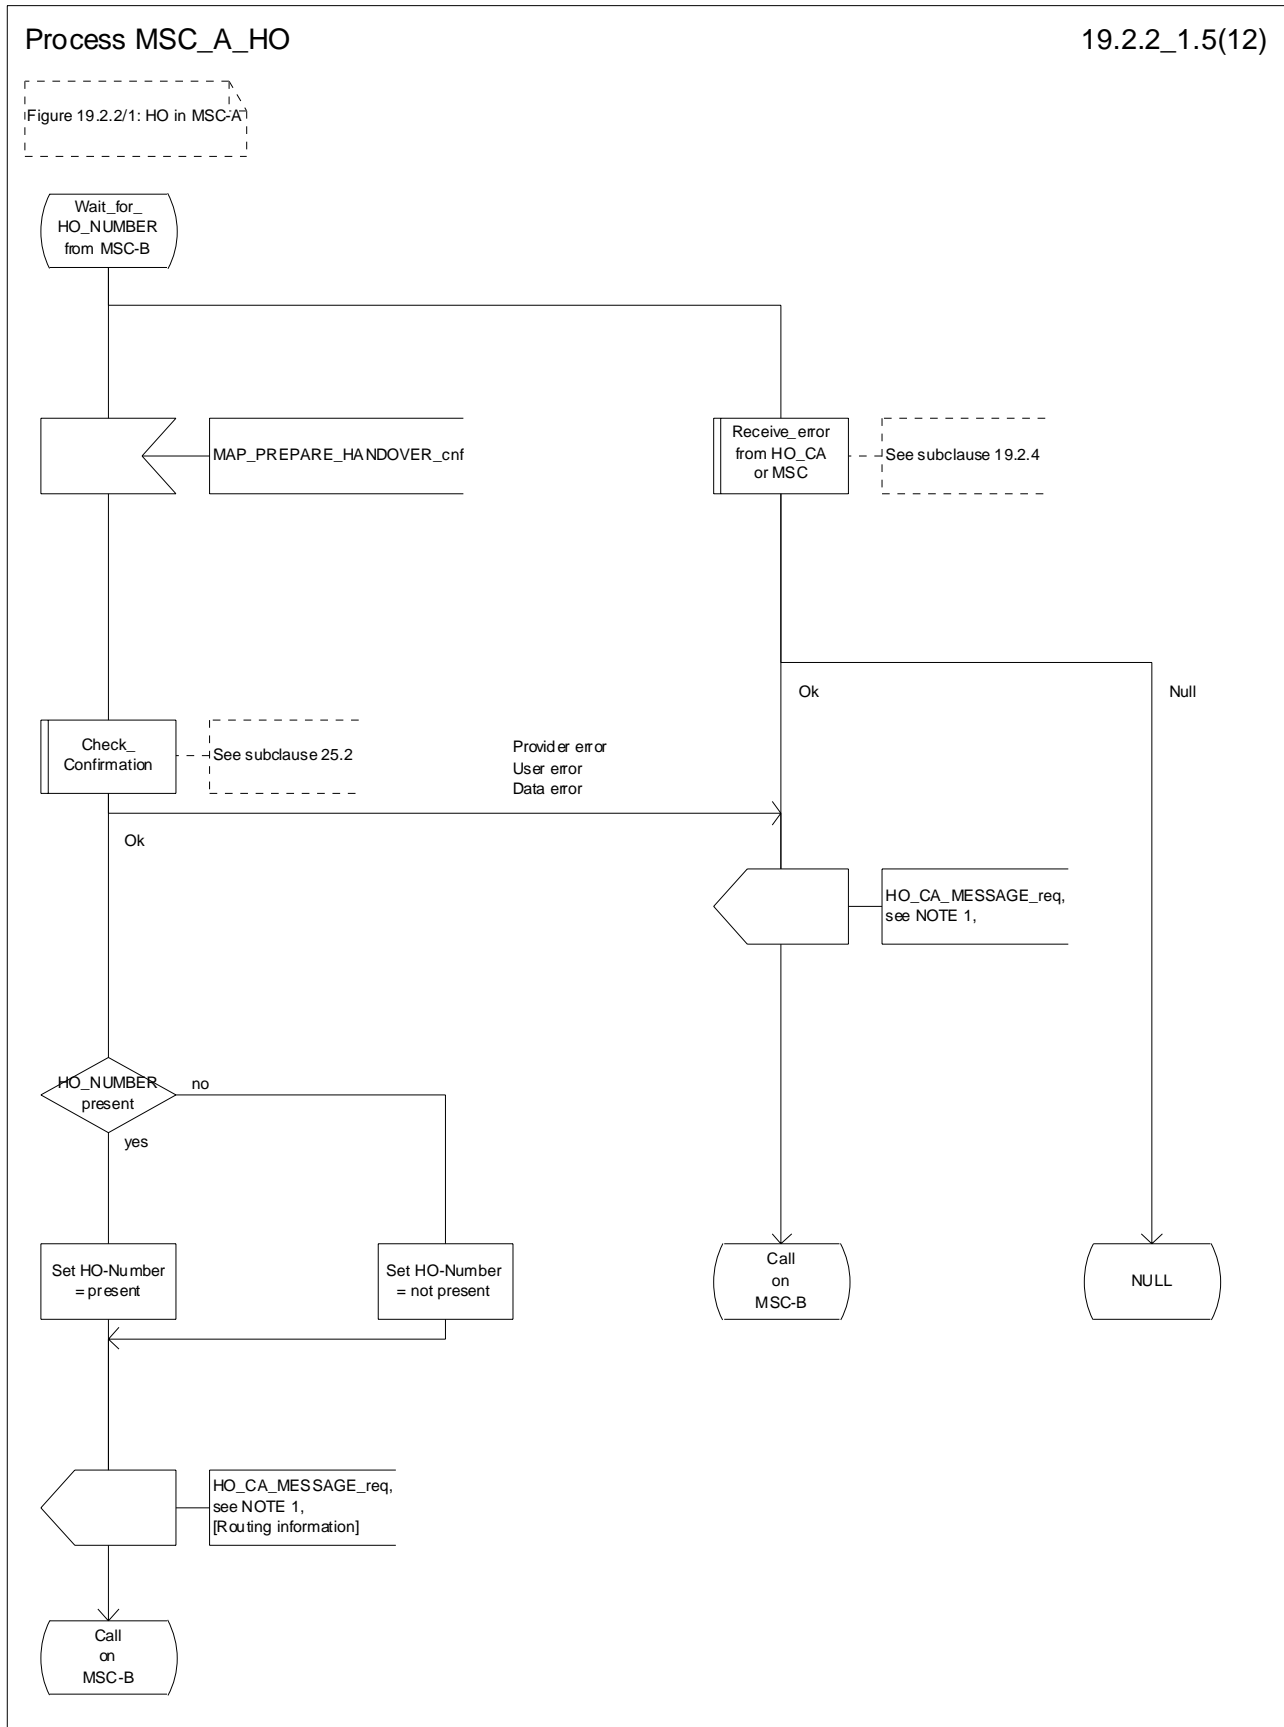 Process MSC_A_HO
19.2.2_1.5(12)
Figure 19.2.2/1: HO in MSC-A
Wait_for_
HO_NUMBER
from MSC-B
MAP_PREPARE_HANDOVER_cnf
Receive_error
from HO_CA
or MSC
See subclause 19.2.4
Ok
Null
Check_
Confirmation
See subclause 25.2
Provider error
User error
Data error
Ok
HO_CA_MESSAGE_req,
see NOTE 1,
HO_NUMBER
present
no
yes
Set HO-Number
= present
Set HO-Number
= not present
Call
on
MSC-B
NULL
HO_CA_MESSAGE_req,
see NOTE 1,
[Routing information]
Call
on
MSC-B